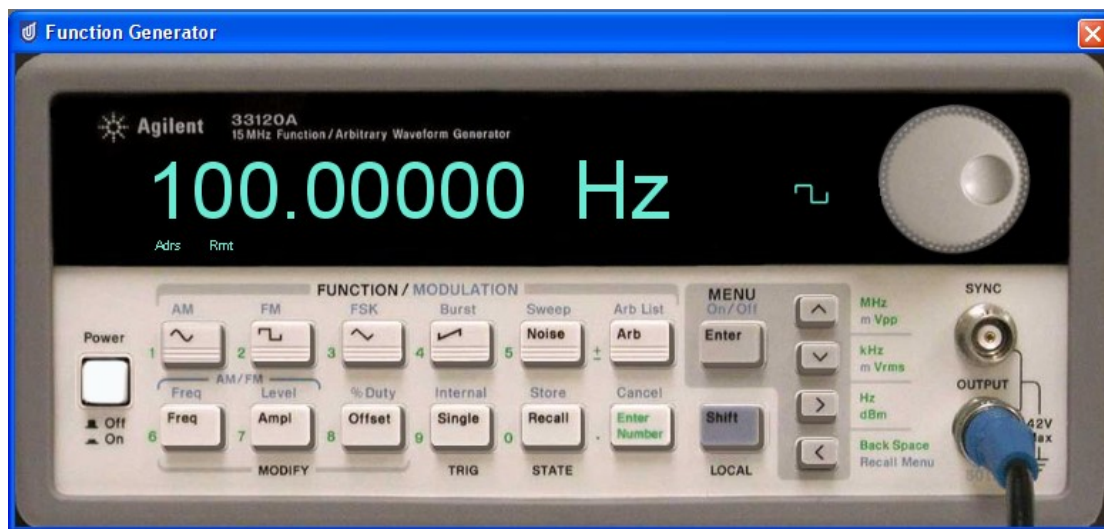 Function Generator
Agilent
33120A
15 MHz Function / Arbitrary Waveform Generator
100.00000 Hz
Adrs Rmt
FUNCTION / MODULATION
AM FM FSK Burst Sweep Arb List
1 2 3 4 5 Noise ± Arb
AM/FM
Freq Level % Duty Internal Store Cancel
6 Freq 7 Ampl 8 Offset 9 Single 0 Recall . Enter Number
MODIFY TRIG STATE
Power
Off
On
MENU
On / Off
Enter
Shift
LOCAL
MHz
m Vpp
kHz
m Vrms
Hz
dBm
Back Space
Recall Menu
SYNC
OUTPUT
42V
Max